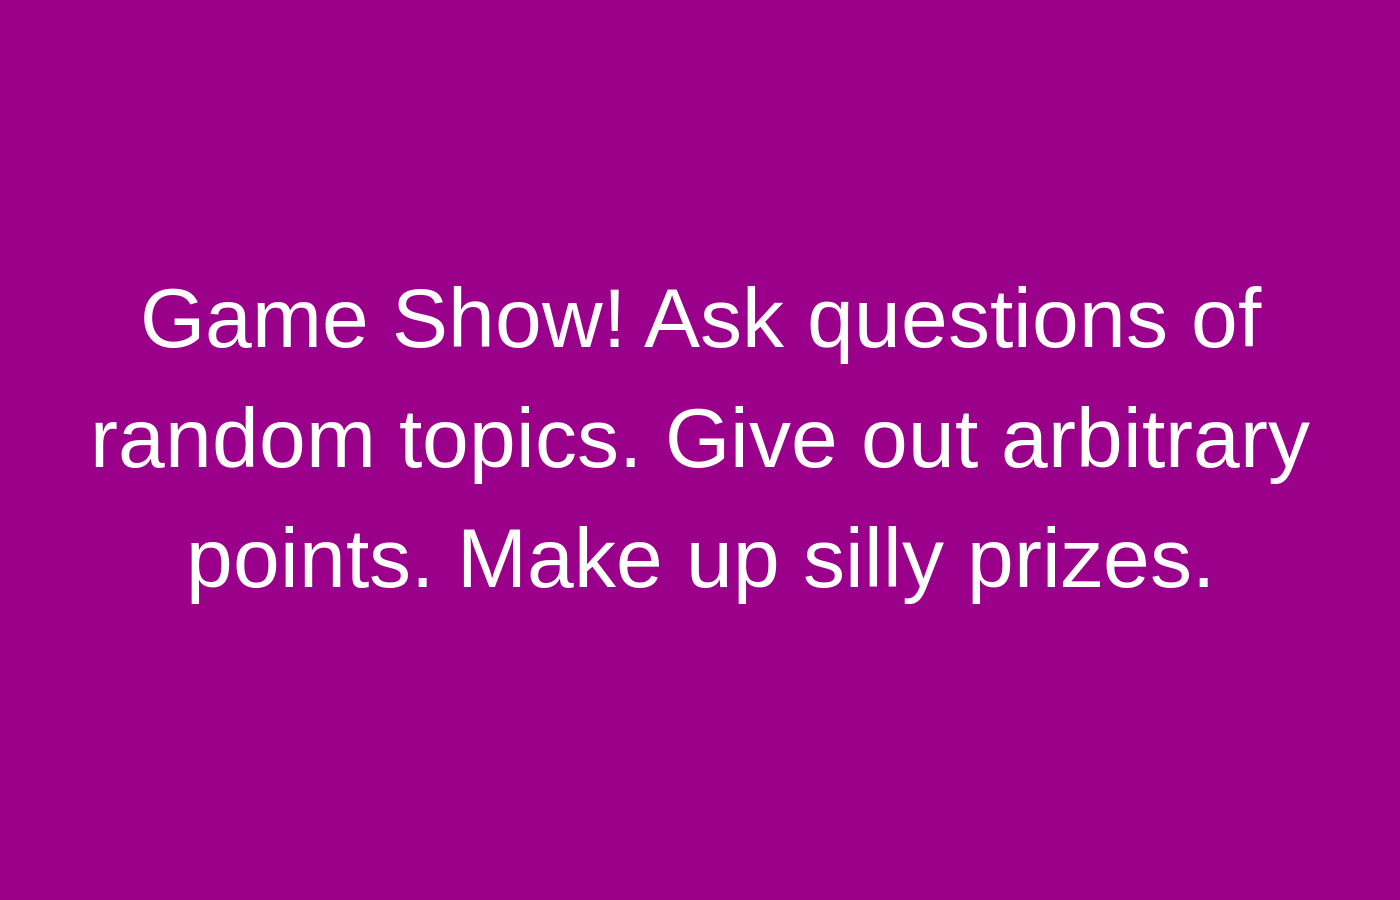 Game Show! Ask questions of
random topics. Give out arbitrary
points. Make up silly prizes.